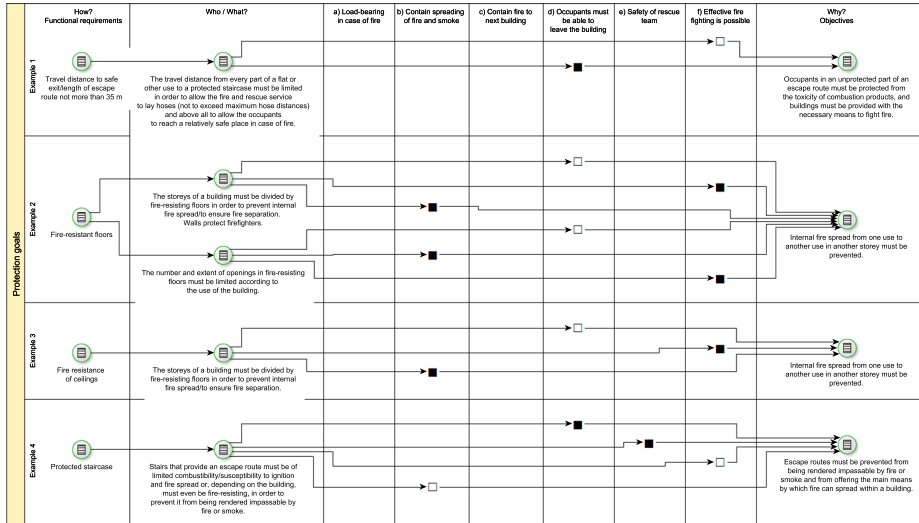 How?
Functional requirements
Who / What?
a) Load-bearing
in case of fire
b) Contain spreading
of fire and smoke
c) Contain fire to
next building
d) Occupants must
be able to
leave the building
e) Safety of rescue
team
f) Effective fire
fighting is possible
Why?
Objectives
Protection goals
Example 1
Travel distance to safe
exit/length of escape
route not more than 35 m
The travel distance from every part of a flat or
other use to a protected staircase must be limited
in order to allow the fire and rescue service
to lay hoses (not to exceed maximum hose distances)
and above all to allow the occupants
to reach a relatively safe place in case of fire.
Occupants in an unprotected part of an
escape route must be protected from
the toxicity of combustion products, and
buildings must be provided with the
necessary means to fight fire.
Example 2
Fire-resistant floors
The storeys of a building must be divided by
fire-resisting floors in order to prevent internal
fire spread/to ensure fire separation.
Walls protect firefighters.
The number and extent of openings in fire-resisting
floors must be limited according to
the use of the building.
Internal fire spread from one use to
another use in another storey must be
prevented.
Example 3
Fire resistance
of ceilings
The storeys of a building must be divided by
fire-resisting floors in order to prevent internal
fire spread/to ensure fire separation.
Internal fire spread from one use to
another use in another storey must be
prevented.
Example 4
Protected staircase
Stairs that provide an escape route must be of
limited combustibility/susceptibility to ignition
and fire spread or, depending on the building,
must even be fire-resisting, in order to
prevent it from being rendered impassable by
fire or smoke.
Escape routes must be prevented from
being rendered impassable by fire or
smoke and from offering the main means
by which fire can spread within a building.